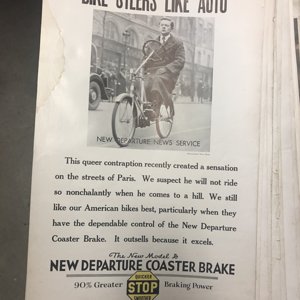 BIKE STEERS LIKE AUTO
NEW DEPARTURE NEWS SERVICE
This queer contraption recently created a sensation
on the streets of Paris. We suspect he will not ride
so nonchalantly when he comes to a hill. We still
like our American bikes best, particularly when they
have the dependable control of the New Departure
Coaster Brake. It outsells because it excels.
The New Model A
NEW DEPARTURE COASTER BRAKE
90% Greater Braking Power
QUICKER
STOP
SMOOTHER